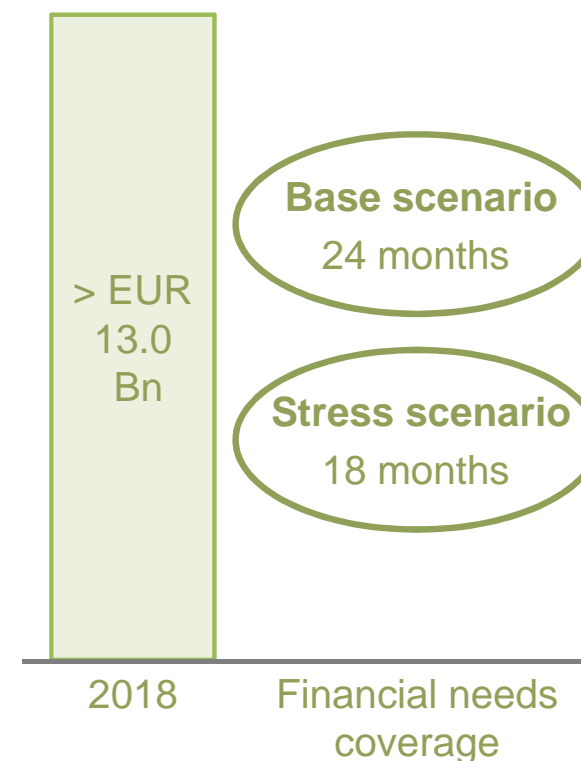 > EUR
13.0
Bn
Base scenario
24 months
Stress scenario
18 months
2018
Financial needs
coverage